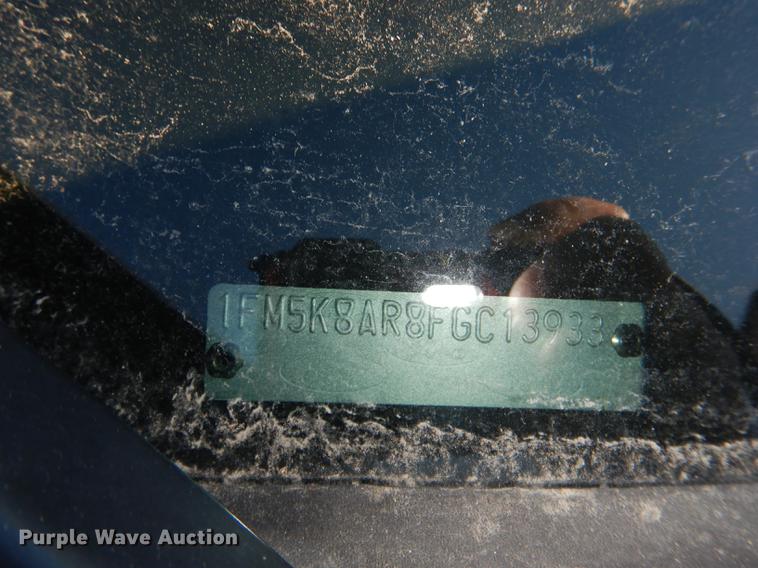 1FM5K8AR8FGC13933
Purple Wave Auction